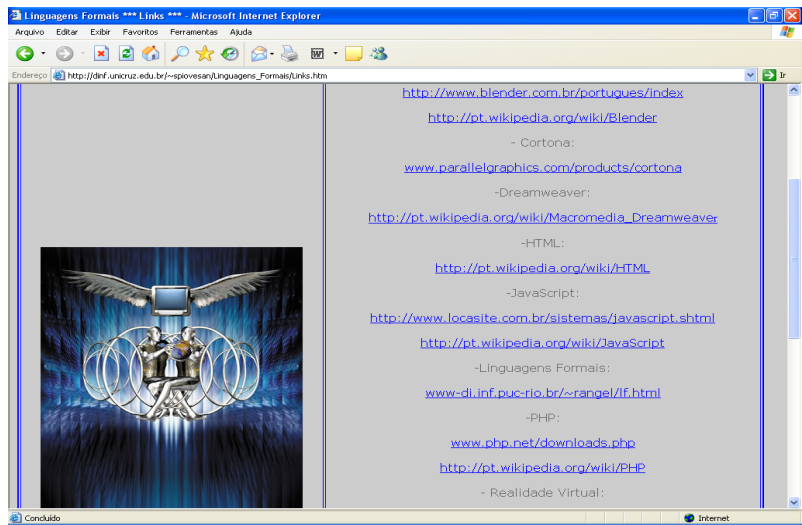 Linguagens Formais *** Links *** - Microsoft Internet Explorer
Arquivo Editar Exibir Favoritos Ferramentas Ajuda
Endereço http://dinf.unicruz.edu.br/~spiovesan/Linguagens_Formais/Links.htm Ir
http://www.blender.com.br/portugues/index
http://pt.wikipedia.org/wiki/Blender
- Cortona:
www.parallelgraphics.com/products/cortona
-Dreamweaver:
http://pt.wikipedia.org/wiki/Macromedia_Dreamweaver
-HTML:
http://pt.wikipedia.org/wiki/HTML
-JavaScript:
http://www.locasite.com.br/sistemas/javascript.shtml
http://pt.wikipedia.org/wiki/JavaScript
-Linguagens Formais:
www-di.inf.puc-rio.br/~rangel/lf.html
-PHP:
www.php.net/downloads.php
http://pt.wikipedia.org/wiki/PHP
- Realidade Virtual:
Concluído Internet